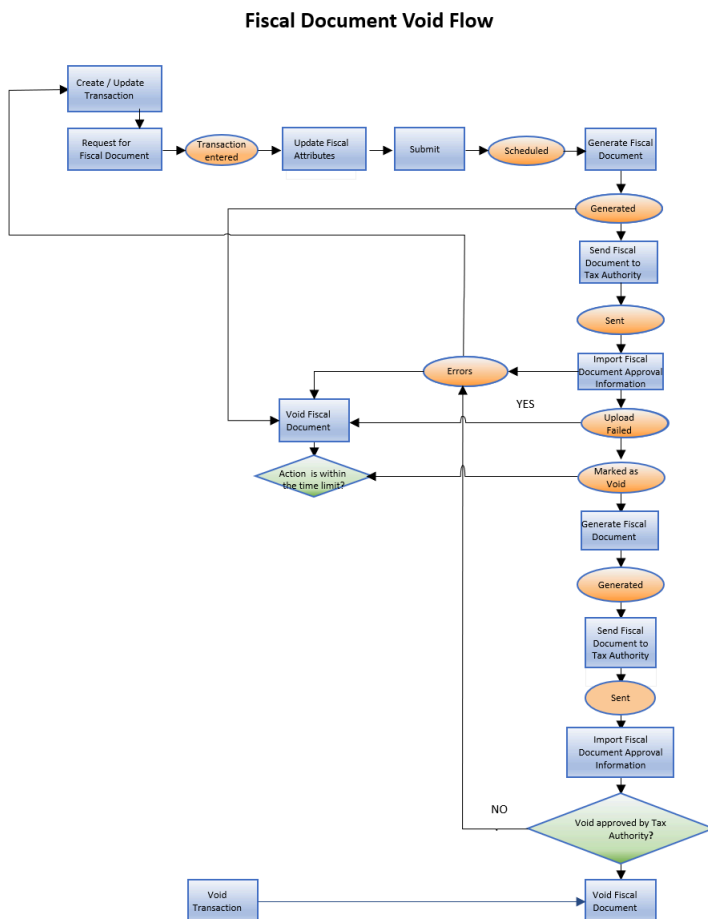 Fiscal Document Void Flow
Create / Update
Transaction
Request for
Fiscal Document
Transaction
entered
Update Fiscal
Attributes
Submit
Scheduled
Generate Fiscal
Document
Generated
Send Fiscal
Document to
Tax Authority
Sent
Import Fiscal
Document Approval
Information
Errors
YES
Void Fiscal
Document
Upload
Failed
Action is within
the time limit?
Marked as
Void
Generate Fiscal
Document
Generated
Send Fiscal
Document to
Tax Authority
Sent
Import Fiscal
Document Approval
Information
NO
Void approved by Tax
Authority?
Void
Transaction
Void Fiscal
Document